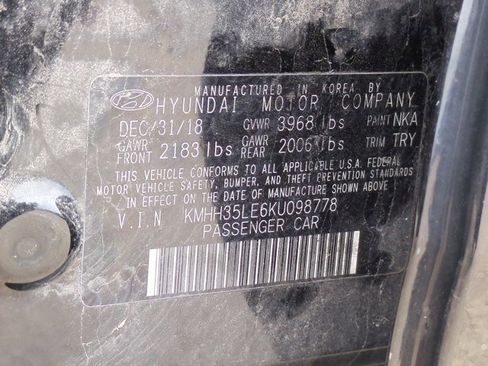 MANUFACTURED IN KOREA BY
HYUNDAI MOTOR COMPANY
DEC/31/18 GVWR 3968 lbs PAINT NKA
GAWR FRONT 2183 lbs GAWR REAR 2006 lbs TRIM TRY
THIS VEHICLE CONFORMS TO ALL APPLICABLE U.S.A. FEDERAL
MOTOR VEHICLE SAFETY, BUMPER, AND THEFT PREVENTION STANDARDS
IN EFFECT ON THE DATE OF MANUFACTURE SHOWN ABOVE.
V.I.N KMHH35LE6KU098778
PASSENGER CAR